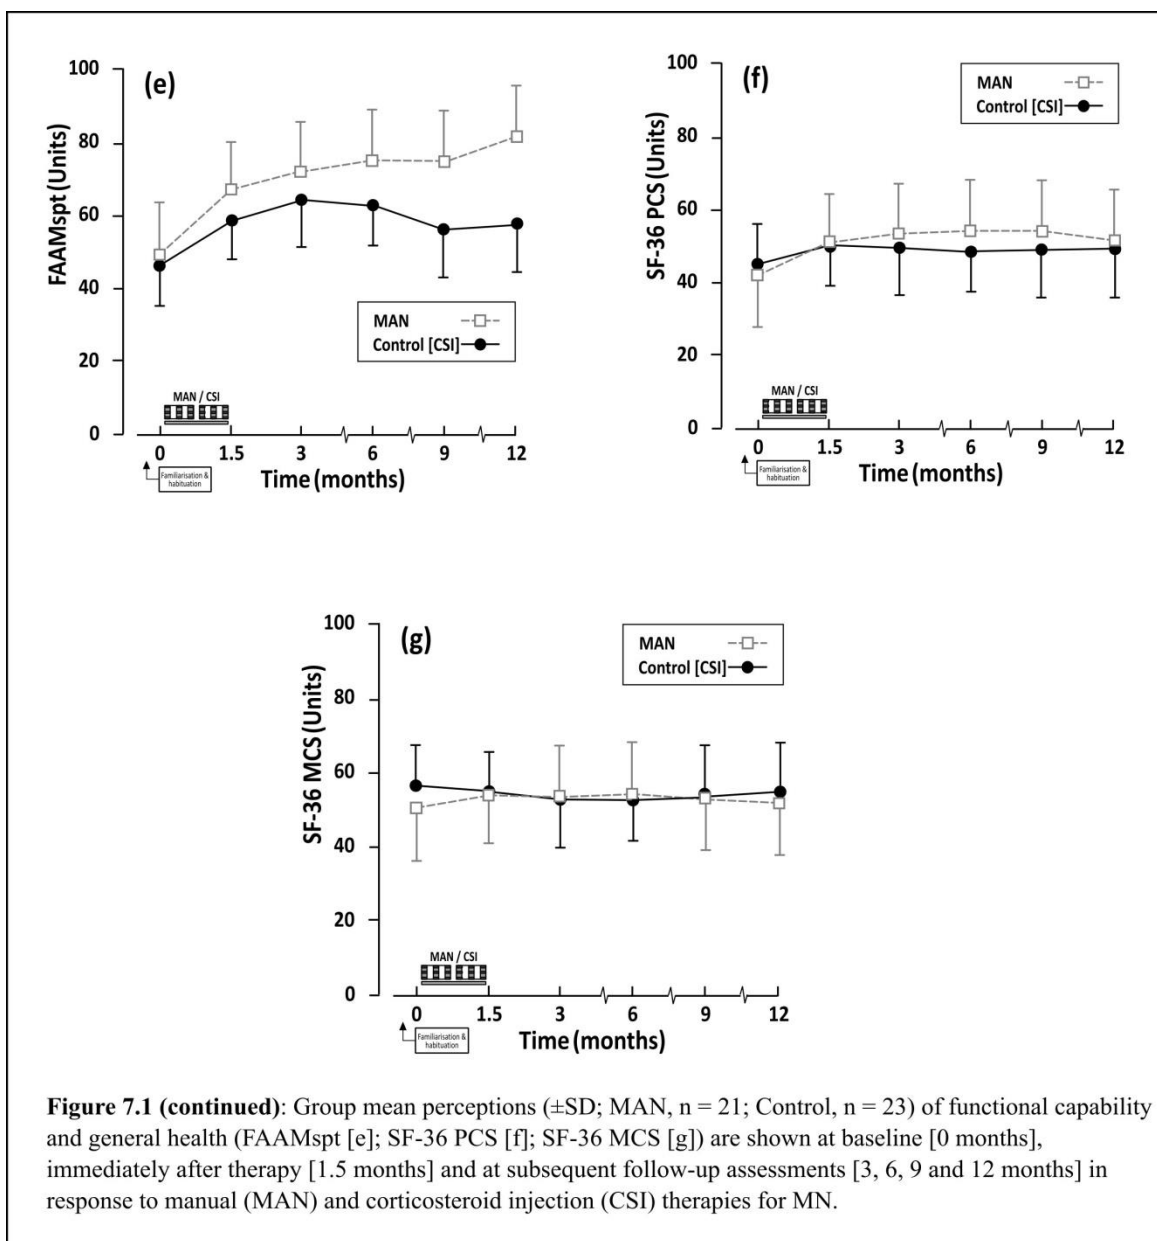 (e)
FAAMspt (Units)
100
80
60
40
20
0
MAN
Control [CSI]
MAN / CSI
0 1.5 3 6 9 12
Familiarisation &
habituation
Time (months)
(f)
SF-36 PCS (Units)
100
80
60
40
20
0
MAN
Control [CSI]
MAN / CSI
0 1.5 3 6 9 12
Familiarisation &
habituation
Time (months)
(g)
SF-36 MCS (Units)
100
80
60
40
20
0
MAN
Control [CSI]
MAN / CSI
0 1.5 3 6 9 12
Familiarisation &
habituation
Time (months)
Figure 7.1 (continued): Group mean perceptions (±SD; MAN, n = 21; Control, n = 23) of functional capability
and general health (FAAMspt [e]; SF-36 PCS [f]; SF-36 MCS [g]) are shown at baseline [0 months],
immediately after therapy [1.5 months] and at subsequent follow-up assessments [3, 6, 9 and 12 months] in
response to manual (MAN) and corticosteroid injection (CSI) therapies for MN.